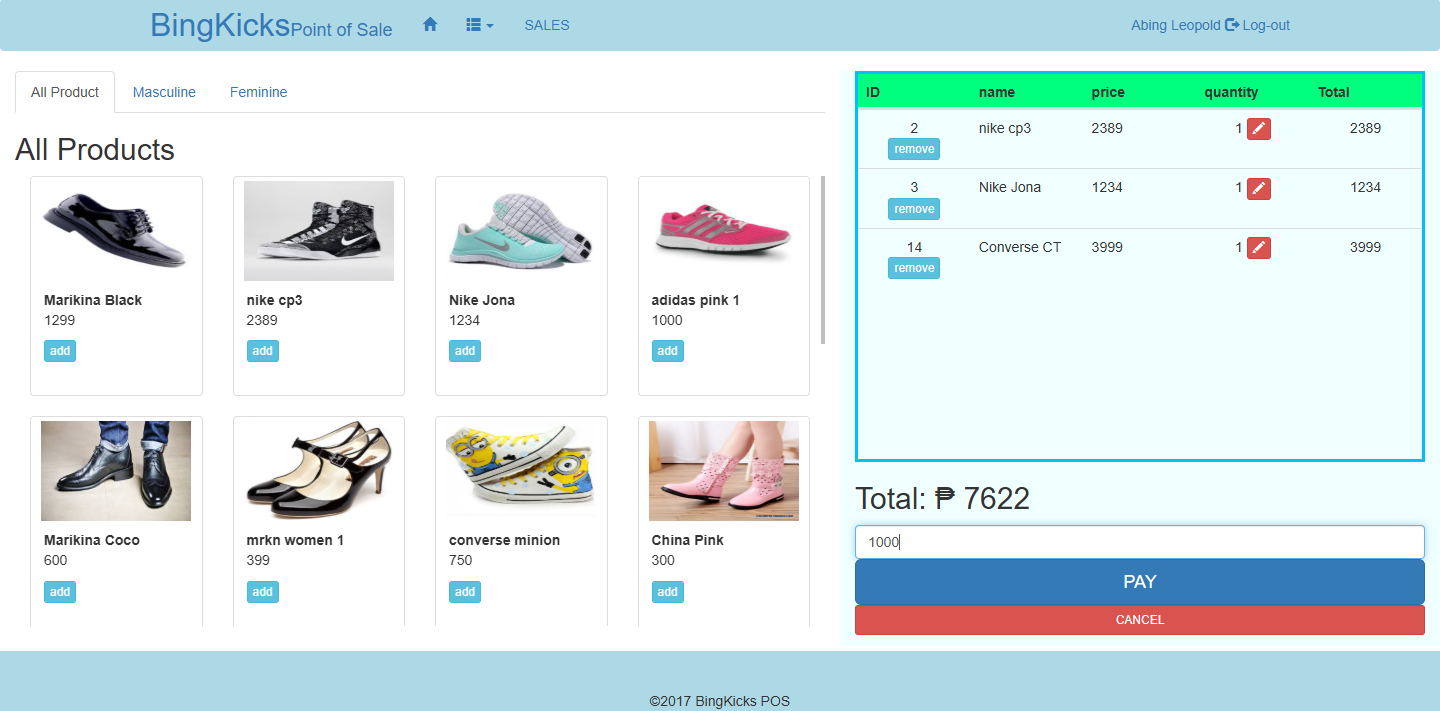 BingKicksPoint of Sale
SALES
Abing Leopold Log-out
All Product Masculine Feminine
All Products
Marikina Black
1299
add
nike cp3
2389
add
Nike Jona
1234
add
adidas pink 1
1000
add
Marikina Coco
600
add
mrkn women 1
399
add
converse minion
750
add
China Pink
300
add
ID name price quantity Total
2 nike cp3 2389 1 2389
remove
3 Nike Jona 1234 1 1234
remove
14 Converse CT 3999 1 3999
remove
Total: ₱ 7622
1000
PAY
CANCEL
©2017 BingKicks POS